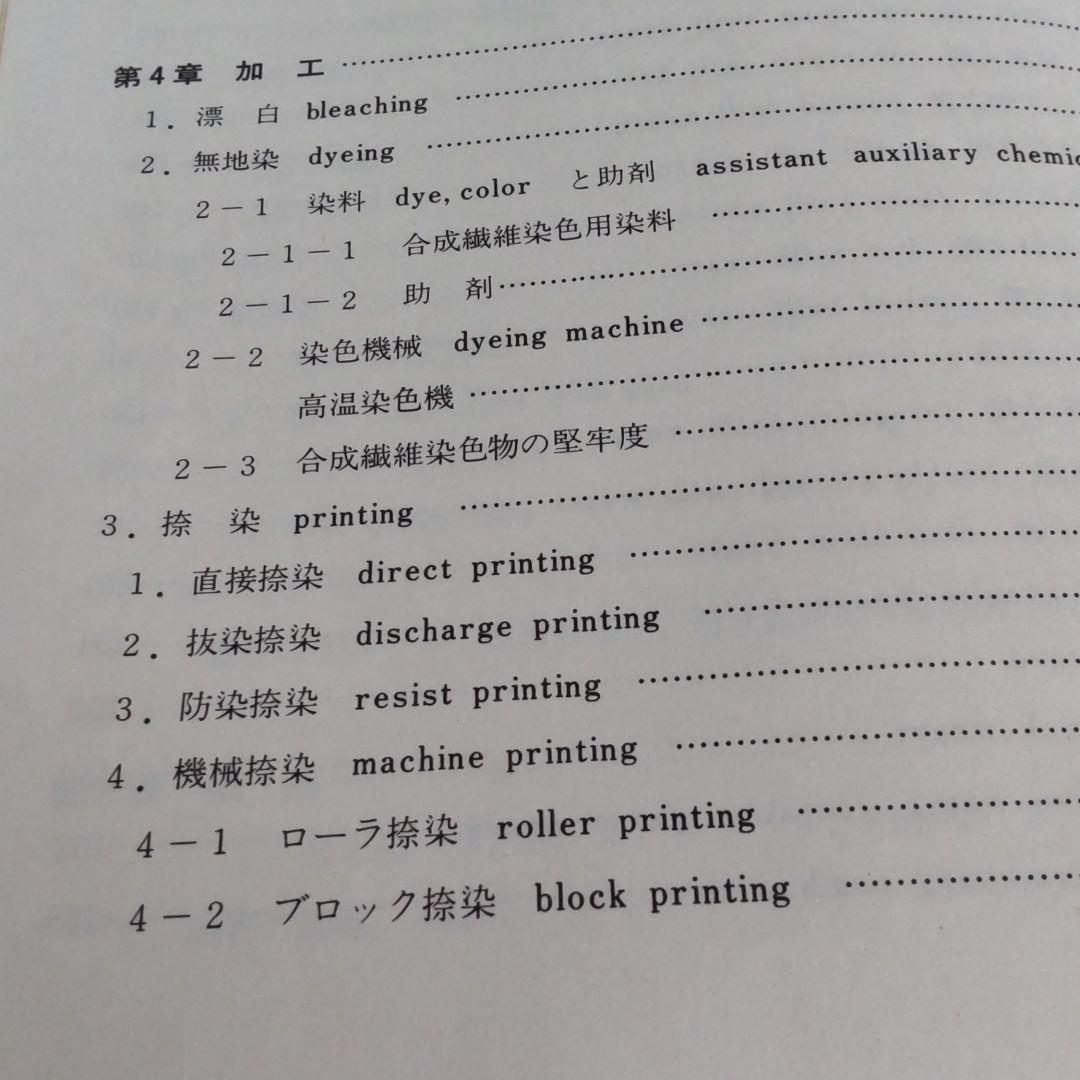 第4章　加　工 ……………………
1．漂　白　bleaching ……………………
2．無地染　dyeing ……………………
2－1　染料　dye, color　と助剤　assistant auxiliary
2－1－1　合成繊維染色用染料 ……………………
2－1－2　助　剤……………………
2－2　染色機械　dyeing machine ……………………
高温染色機 ……………………
2－3　合成繊維染色物の堅牢度 ……………………
3．捺　染　printing ……………………
1．直接捺染　direct printing ……………………
2．抜染捺染　discharge printing ……………………
3．防染捺染　resist printing ……………………
4．機械捺染　machine printing ……………………
4－1　ローラ捺染　roller printing ……………………
4－2　ブロック捺染　block printing ……………………